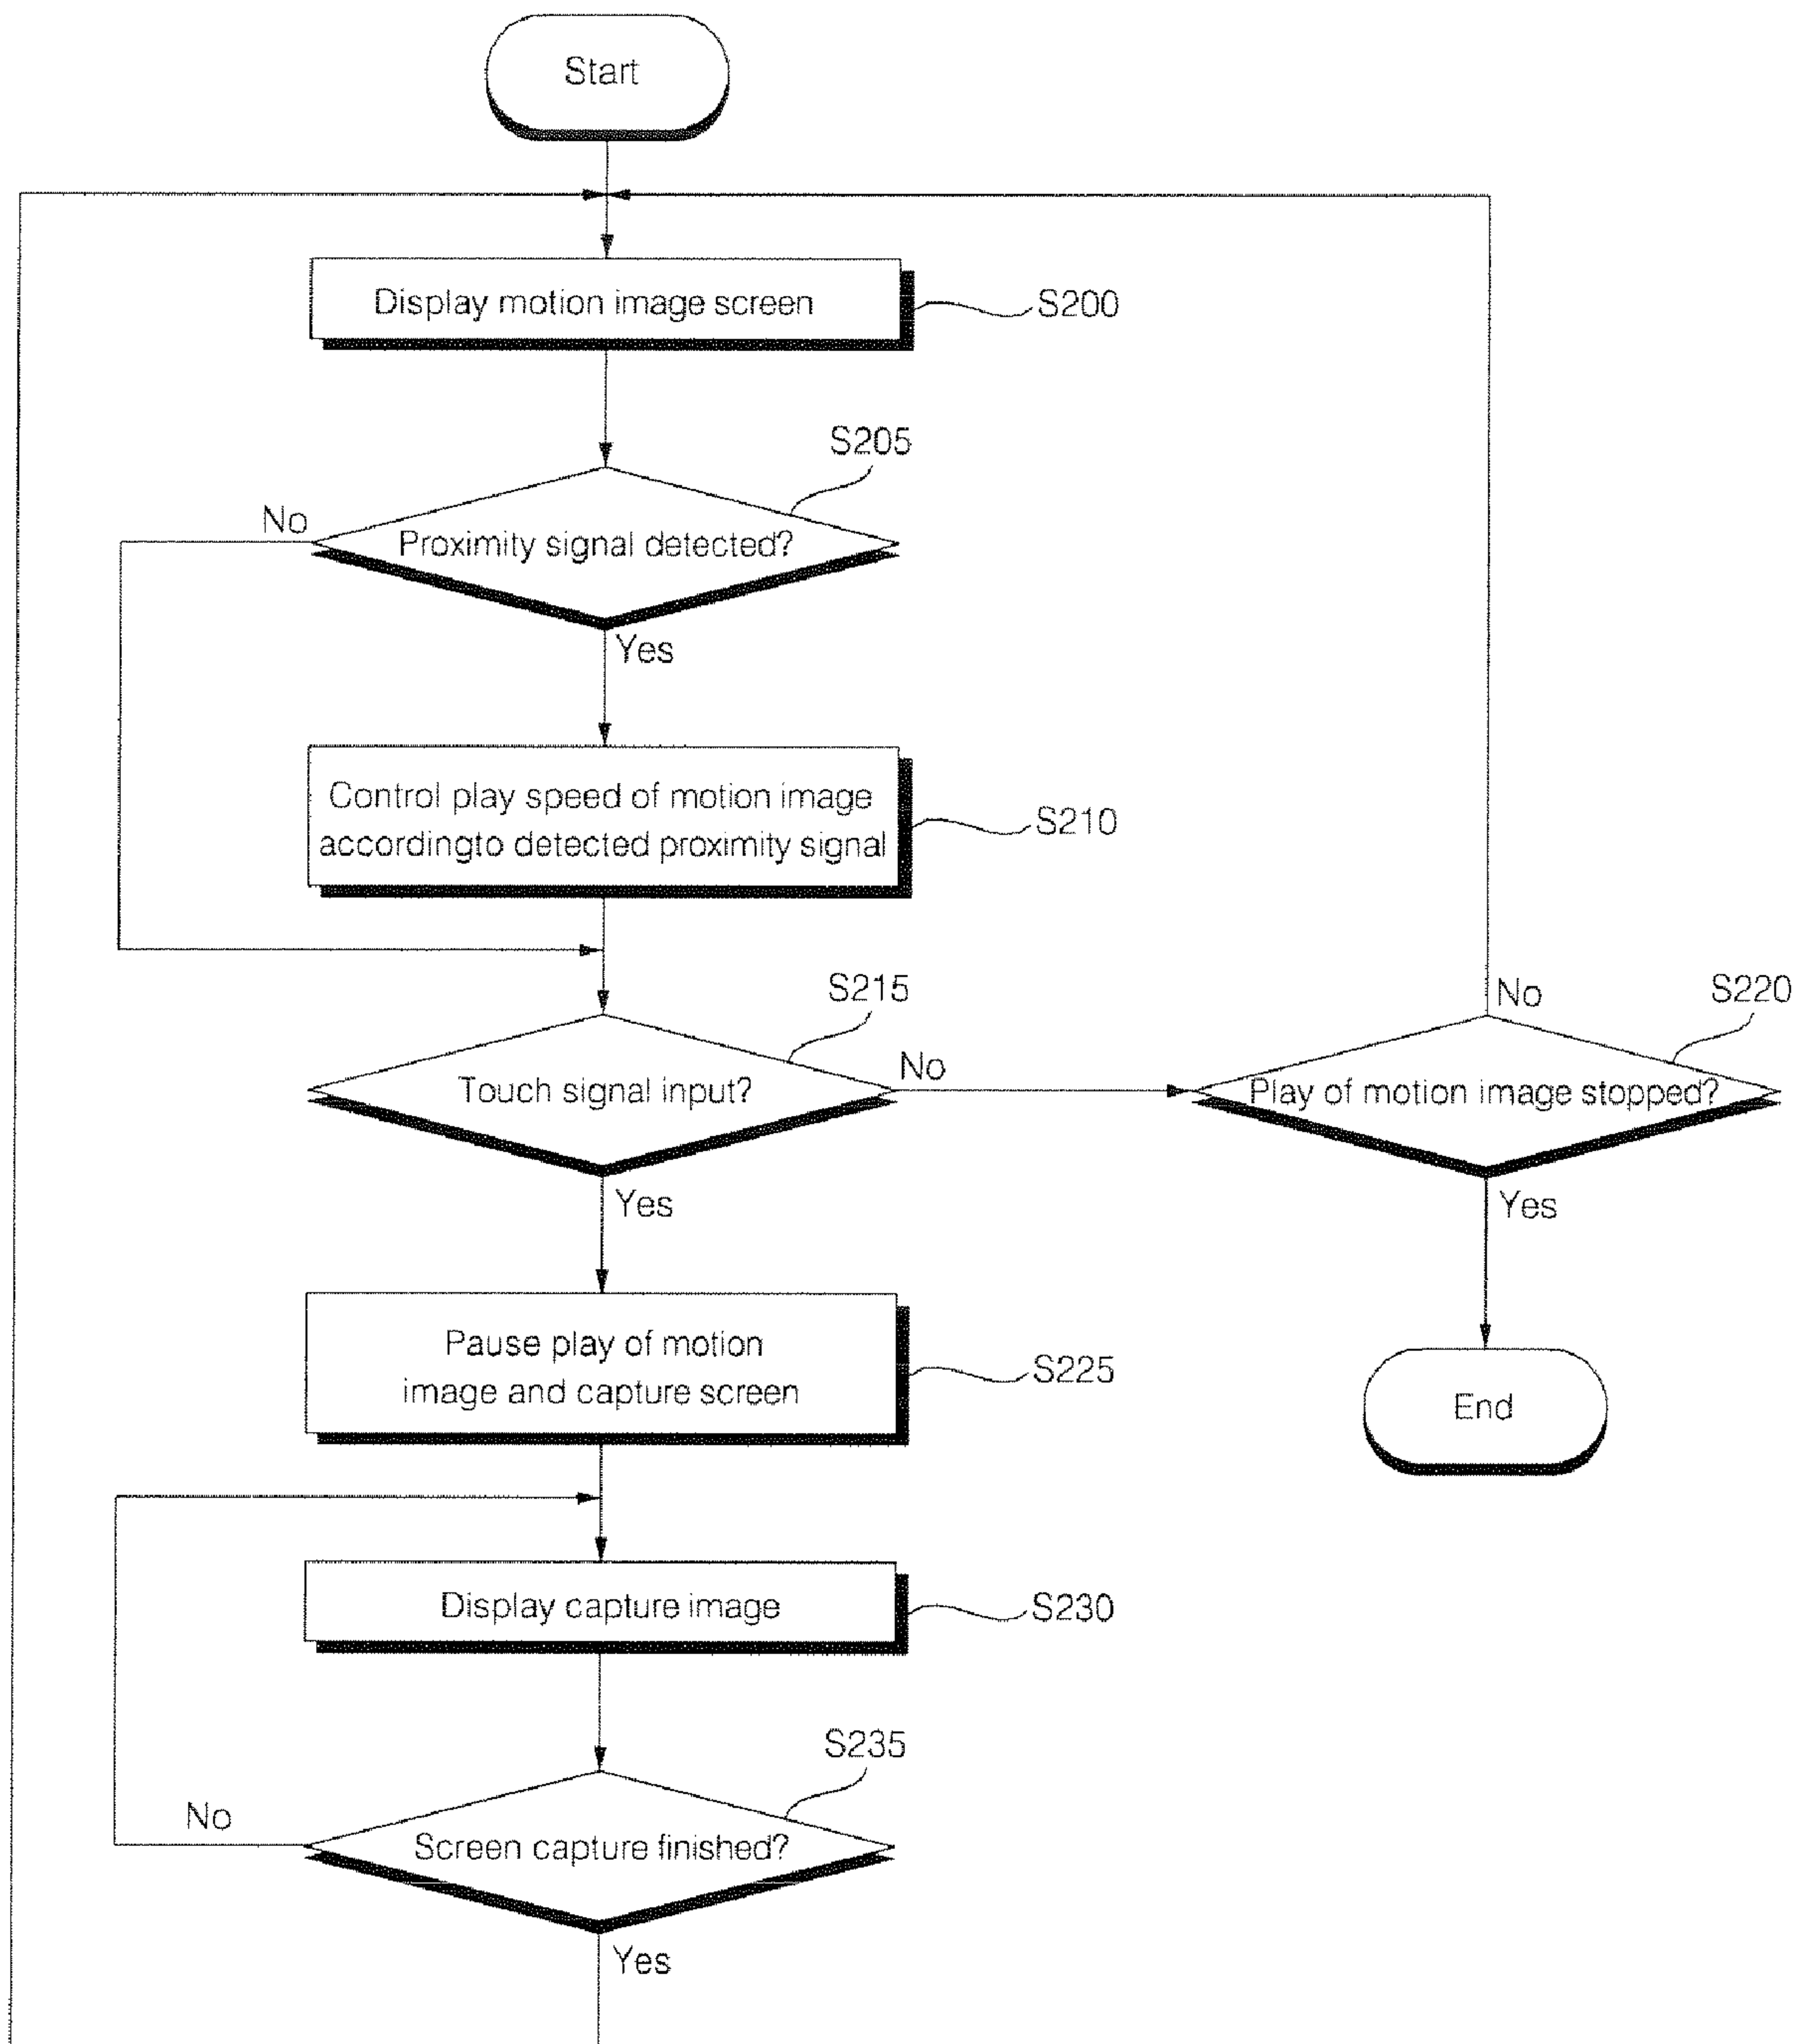 Start
Display motion image screen
S200
S205
No
Proximity signal detected?
Yes
Control play speed of motion image
accordingto detected proximity signal
S210
S215
Touch signal input?
No
No
S220
Play of motion image stopped?
Yes
Yes
Pause play of motion
image and capture screen
S225
End
Display capture image
S230
S235
No
Screen capture finished?
Yes